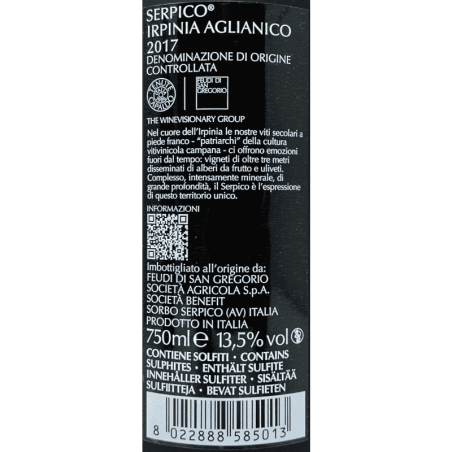 SERPICO®
IRPINIA AGLIANICO
2017
DENOMINAZIONE DI ORIGINE
CONTROLLATA
FEUDI DI
SAN
GREGORIO
THE WINEVISIONARY GROUP
Nel cuore dell'Irpinia le nostre viti secolari a
piede franco - "patriarchi" della cultura
vitivinicola campana - ci offrono emozioni
fuori dal tempo: vigneti di oltre tre metri
disseminati di alberi da frutto e uliveti.
Complesso, intensamente minerale, di
grande profondità, il Serpico è l'espressione
di questo territorio unico.
INFORMAZIONI
Imbottigliato all'origine da:
FEUDI DI SAN GREGORIO
SOCIETÀ AGRICOLA S.p.A.
SOCIETÀ BENEFIT
SORBO SERPICO (AV) ITALIA
PRODOTTO IN ITALIA
750ml e 13,5% vol
CONTIENE SOLFITI • CONTAINS
SULPHITES • ENTHÄLT SULFITE
INNEHÅLLER SULFITER • SISÄLTÄÄ
SULFIITTEJA • BEVAT SULFIETEN
8 022888 585013